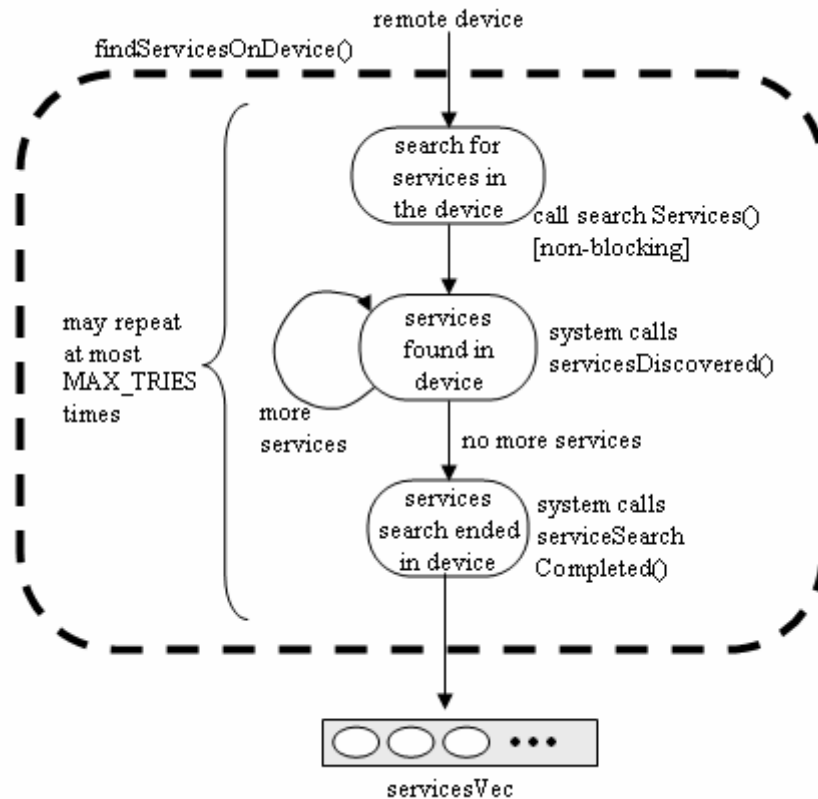 remote device
findServicesOnDevice()
search for
services in
the device
call search Services()
[non-blocking]
may repeat
at most
MAX_TRIES
times
services
found in
device
system calls
servicesDiscovered()
more
services
no more services
services
search ended
in device
system calls
serviceSearch
Completed()
servicesVec